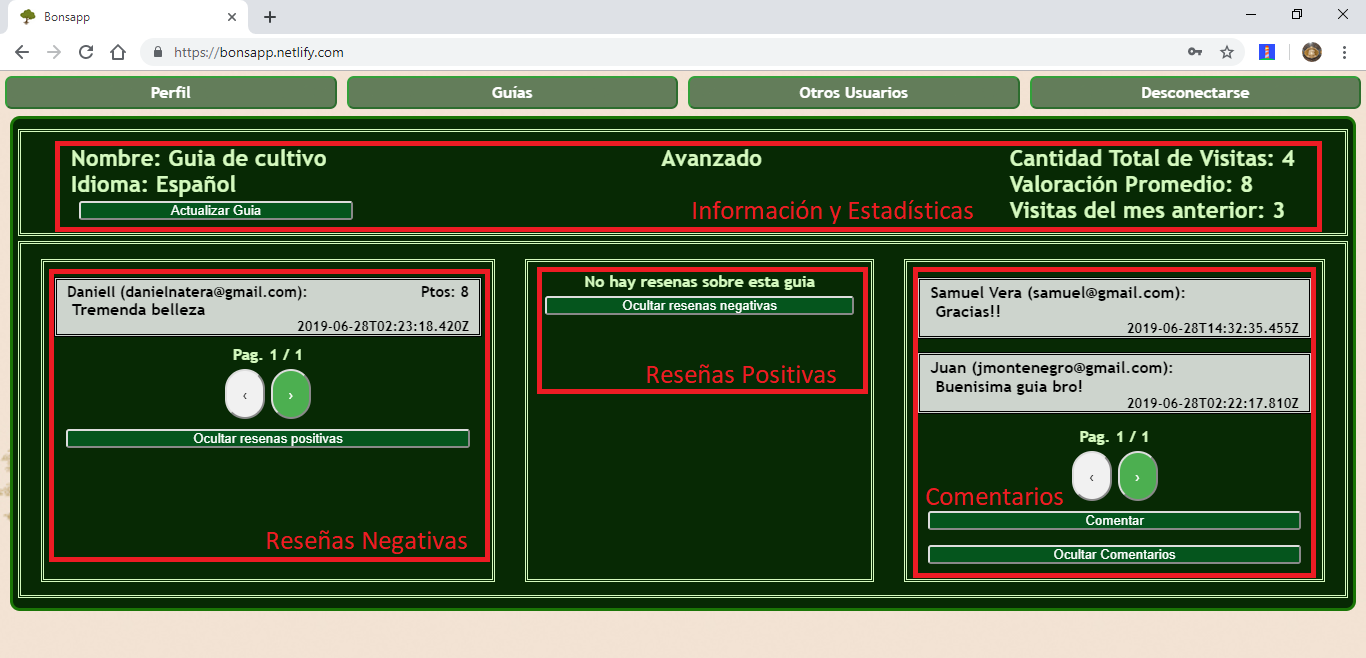 Bonsapp
https://bonsapp.netlify.com
Perfil
Guías
Otros Usuarios
Desconectarse
Nombre: Guia de cultivo
Idioma: Español
Actualizar Guia
Avanzado
Cantidad Total de Visitas: 4
Valoración Promedio: 8
Visitas del mes anterior: 3
Información y Estadísticas
Daniell (danielnatera@gmail.com): Ptos: 8
Tremenda belleza
2019-06-28T02:23:18.420Z
Pag. 1 / 1
‹ ›
Ocultar resenas positivas
Reseñas Negativas
No hay resenas sobre esta guia
Ocultar resenas negativas
Reseñas Positivas
Samuel Vera (samuel@gmail.com):
Gracias!!
2019-06-28T14:32:35.455Z
Juan (jmontenegro@gmail.com):
Buenisima guia bro!
2019-06-28T02:22:17.810Z
Pag. 1 / 1
‹ ›
Comentarios
Comentar
Ocultar Comentarios